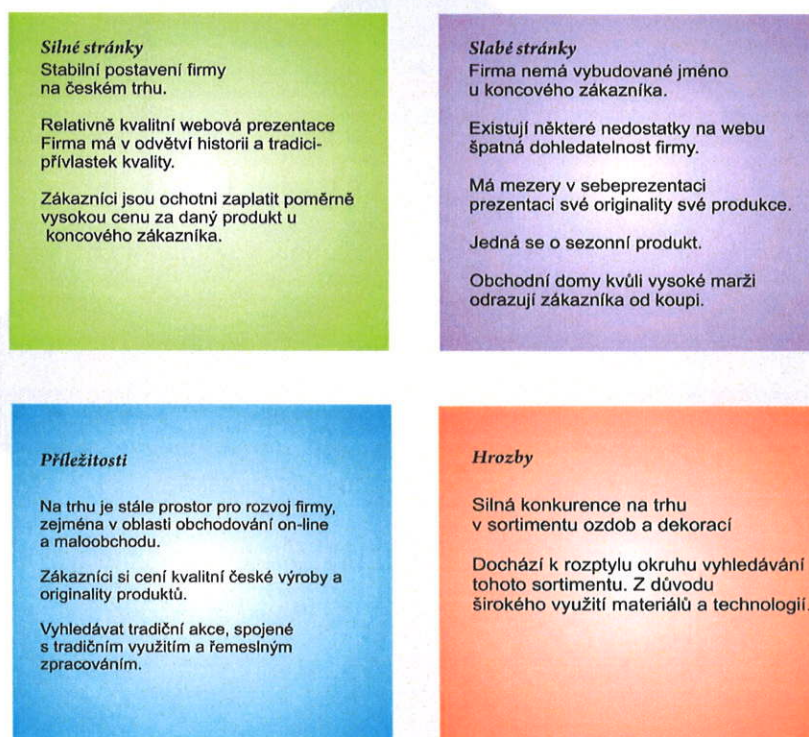 Silné stránky
Stabilní postavení firmy
na českém trhu.
Relativně kvalitní webová prezentace
Firma má v odvětví historii a tradici-
přívlastek kvality.
Zákazníci jsou ochotni zaplatit poměrně
vysokou cenu za daný produkt u
koncového zákazníka.
Slabé stránky
Firma nemá vybudované jméno
u koncového zákazníka.
Existují některé nedostatky na webu
špatná dohledatelnost firmy.
Má mezery v sebeprezentaci
prezentaci své originality své produkce.
Jedná se o sezonní produkt.
Obchodní domy kvůli vysoké marži
odrazují zákazníka od koupi.
Příležitosti
Na trhu je stále prostor pro rozvoj firmy,
zejména v oblasti obchodování on-line
a maloobchodu.
Zákazníci si cení kvalitní české výroby a
originality produktů.
Vyhledávat tradiční akce, spojené
s tradičním využitím a řemeslným
zpracováním.
Hrozby
Silná konkurence na trhu
v sortimentu ozdob a dekorací
Dochází k rozptylu okruhu vyhledávání
tohoto sortimentu. Z důvodu
širokého využití materiálů a technologií.